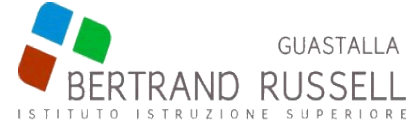 GUASTALLA
BERTRAND RUSSELL
ISTITUTO ISTRUZIONE SUPERIORE